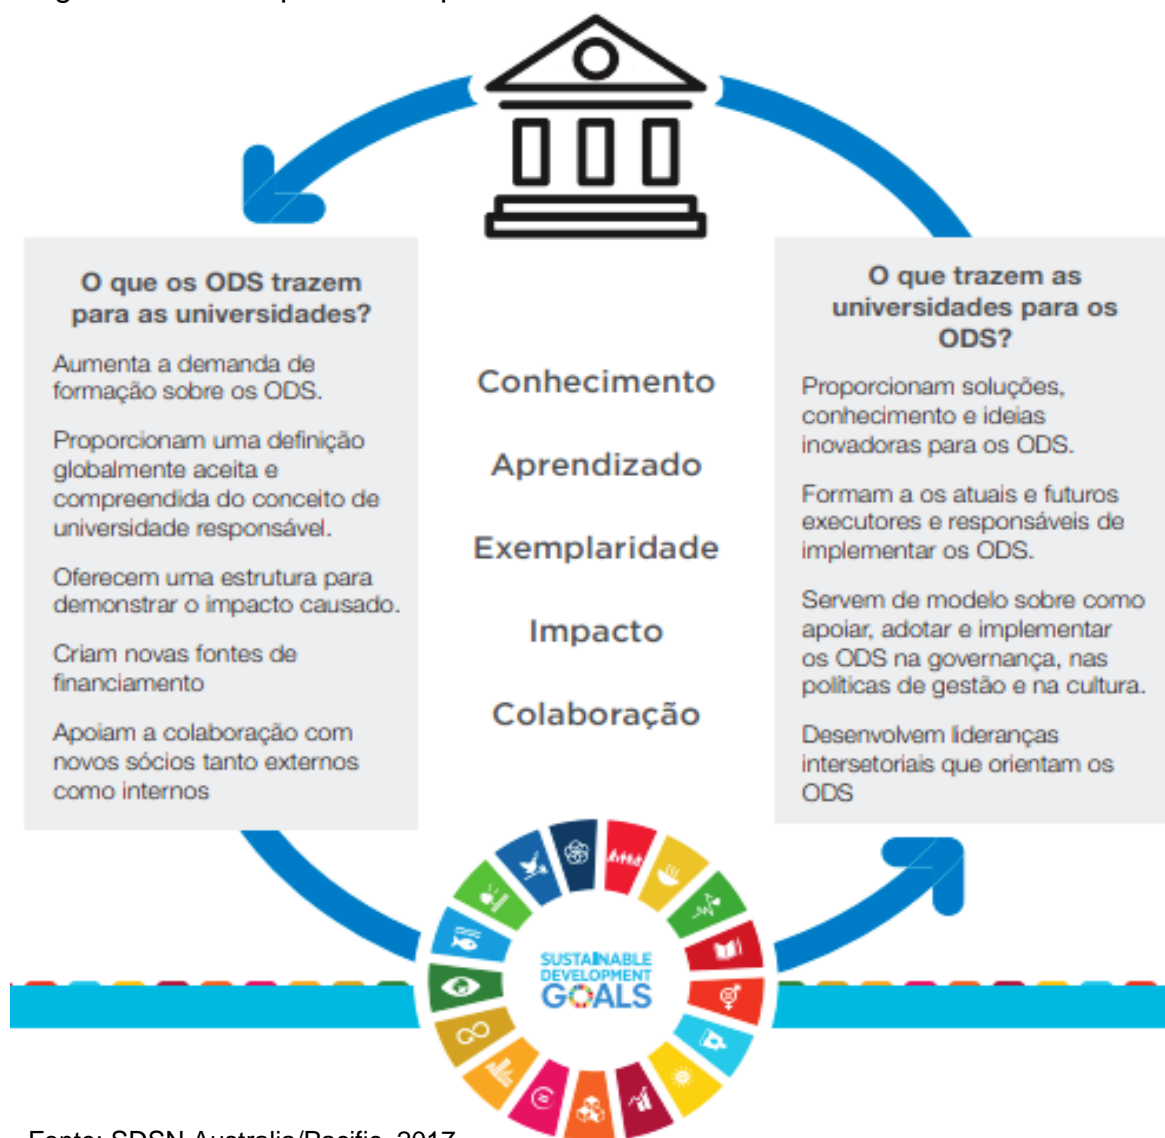 O que os ODS trazem
para as universidades?
Aumenta a demanda de
formação sobre os ODS.
Proporcionam uma definição
globalmente aceita e
compreendida do conceito de
universidade responsável.
Oferecem uma estrutura para
demonstrar o impacto causado.
Criam novas fontes de
financiamento
Apoiam a colaboração com
novos sócios tanto externos
como internos
Conhecimento
Aprendizado
Exemplaridade
Impacto
Colaboração
O que trazem as
universidades para os
ODS?
Proporcionam soluções,
conhecimento e ideias
inovadoras para os ODS.
Formam a os atuais e futuros
executores e responsáveis de
implementar os ODS.
Servem de modelo sobre como
apoiar, adotar e implementar
os ODS na governança, nas
políticas de gestão e na cultura.
Desenvolvem lideranças
intersetoriais que orientam os
ODS
SUSTAINABLE
DEVELOPMENT
GOALS
Fonte: SDSN Australia/Pacific, 2017